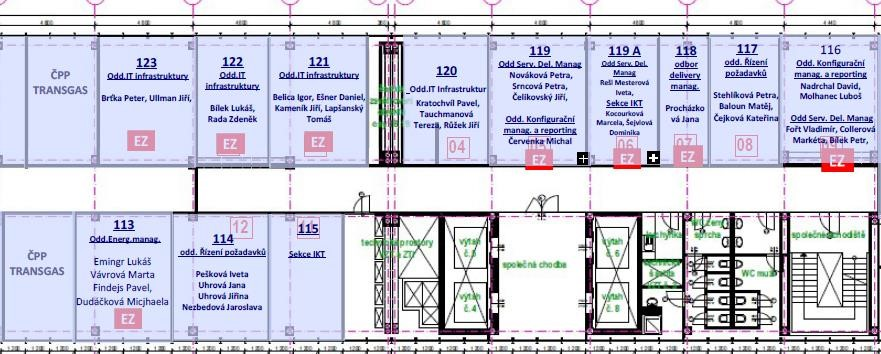 ČPP
TRANSGAS
123
Odd.IT infrastruktury
Brťka Peter, Ullman Jiří,
EZ
122
Odd.IT
infrastruktury
Bílek Lukáš,
Rada Zdeněk
EZ
121
Odd.IT infrastruktury
Belica Igor, Ešner Daniel,
Kameník Jiří, Lapšanský
Tomáš
EZ
120
Odd.IT Infrastruktur
Kratochvíl Pavel,
Tauchmanová
Tereza, Růžek Jiří
04
119
Odd Serv. Del. Manag
Nováková Petra,
Srncová Petra,
Čelikovský Jiří,
Odd. Konfigurační
manag. a reporting
Červenka Michal
EZ
119 A
Odd Serv. Del.
Manag
Reil Mesterová
Iveta,
Sekce IKT
Kocourková
Marcela, Šejvlová
Dominika
06
EZ
118
odbor
delivery
manag.
Procházko
va Jana
07
EZ
117
odd. Řízení
požadavků
Stehlíková Petra,
Baloun Matěj,
Čejková Kateřina
08
116
Odd. Konfigurační
manag. a reporting
Nadrchal David,
Molhanec Luboš
Odd Serv. Del. Manag
Fořt Vladimír, Collerová
Markéta, Bílek Petr,
EZ
ČPP
TRANSGAS
113
Odd.Energ.manag.
Emingr Lukáš
Vávrová Marta
Findejs Pavel,
Dudáčková Micjhaela
EZ
12
114
odd. Řízení požadavků
Pešková Iveta
Uhrová Jana
Uhrová Jiřina
Nezbedová Jaroslava
11
115
Sekce IKT
výtah
č.4
společná chodba
výtah
č. 6
výtah
č. 8
sprcha
WC muži
společné schodiště